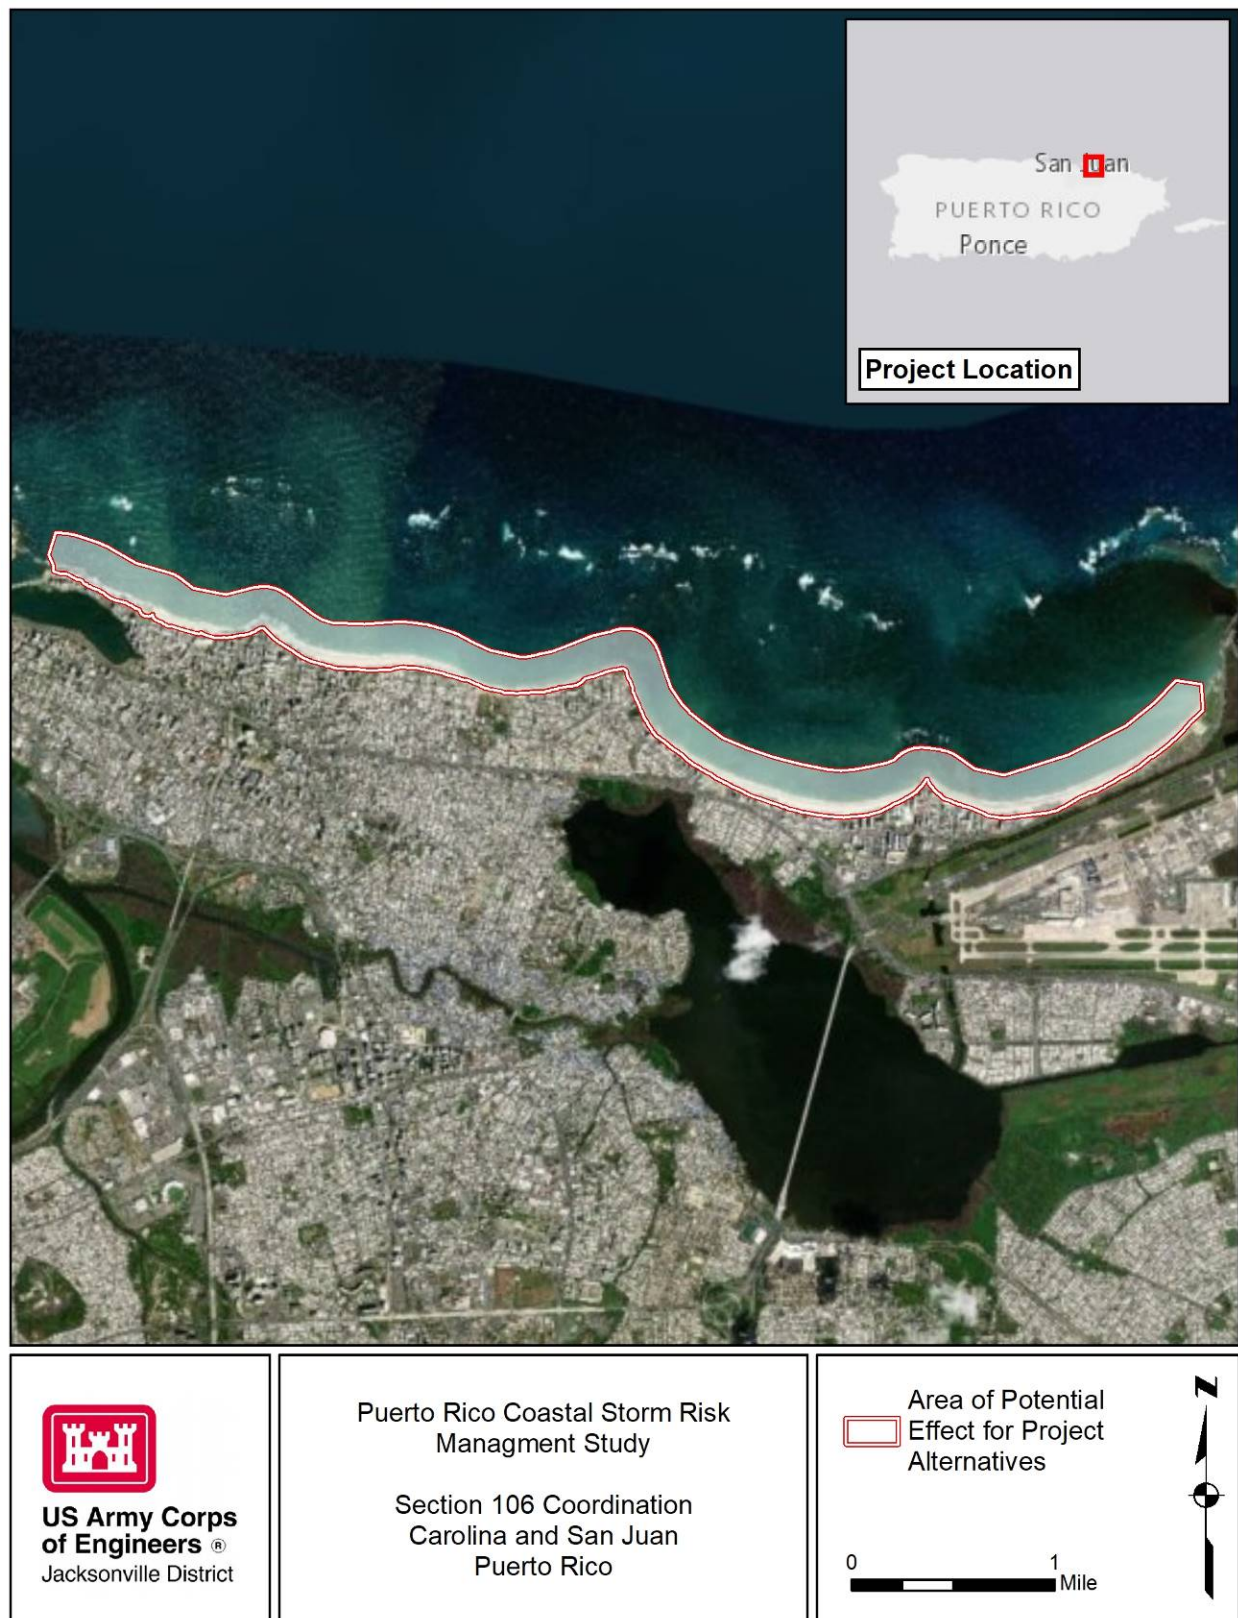 San Juan
PUERTO RICO
Ponce
Project Location
US Army Corps
of Engineers ®
Jacksonville District
Puerto Rico Coastal Storm Risk
Managment Study
Section 106 Coordination
Carolina and San Juan
Puerto Rico
Area of Potential
Effect for Project
Alternatives
0 1
Mile
N